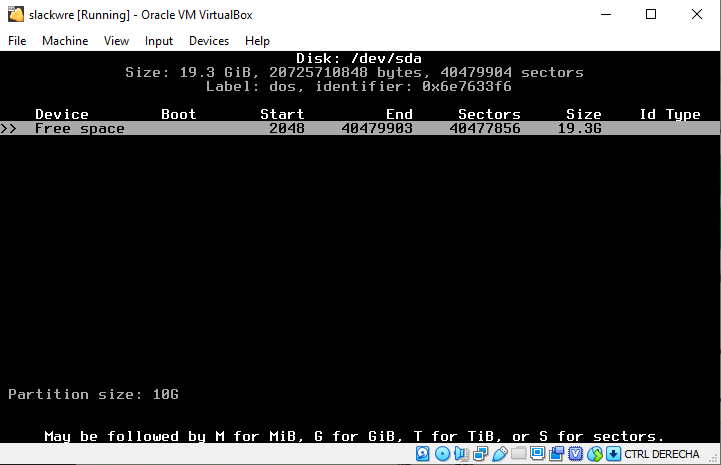 slackwre [Running] - Oracle VM VirtualBox
File Machine View Input Devices Help
Disk: /dev/sda
Size: 19.3 GiB, 20725710848 bytes, 40479904 sectors
Label: dos, identifier: 0x6e7633f6
Device Boot Start End Sectors Size Id Type
>> Free space 2048 40479903 40477856 19.3G
Partition size: 10G
May be followed by M for MiB, G for GiB, T for TiB, or S for sectors.
CTRL DERECHA